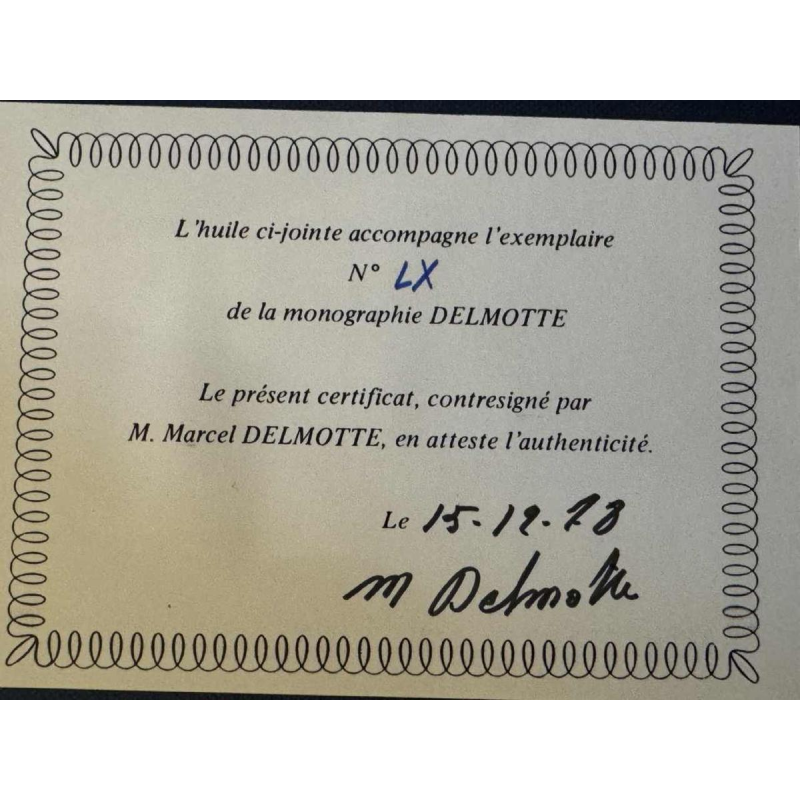 L'huile ci-jointe accompagne l'exemplaire
N° LX
de la monographie DELMOTTE
Le présent certificat, contresigné par
M. Marcel DELMOTTE, en atteste l'authenticité.
Le 15-12-78
M Delmotte